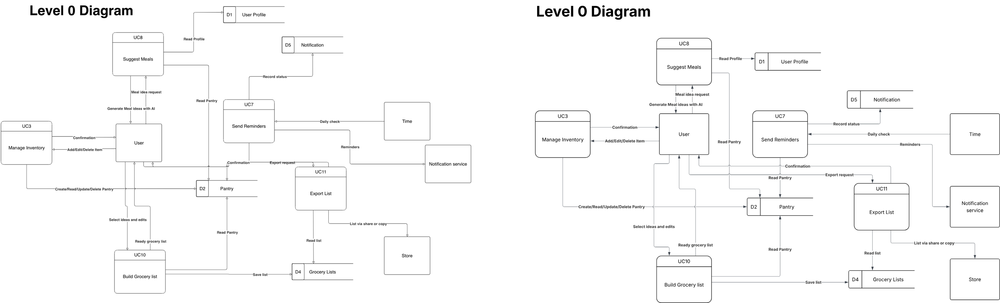 Level 0 Diagram
D1
User Profile
UC8
Read Profile
D5
Notification
Suggest Meals
Record status
Meal idea request
Read Pantry
UC7
Generate Meal ideas with AI
UC3
Send Reminders
Daily check
Time
Confirmation
User
Manage Inventory
Add/Edit/Delete Item
Reminders
Confirmation
Export request
Notification service
UC11
Create/Read/Update/Delete Pantry
D2
Pantry
Export List
Select ideas and edits
List via share or copy
Read Pantry
Ready grocery list
Read list
UC10
Store
Build Grocery list
Save list
D4
Grocery Lists
Level 0 Diagram
UC8
Read Profile
D1
User Profile
Suggest Meals
Meal idea request
D5
Notification
Generate Meal ideas with AI
UC3
UC7
Record status
Confirmation
User
Daily check
Time
Manage Inventory
Add/Edit/Delete Item
Read Pantry
Send Reminders
Reminders
Confirmation
Export request
Read Pantry
UC11
Create/Read/Update/Delete Pantry
D2
Pantry
Notification
service
Export List
Select ideas and edits
List via share or copy
Ready grocery list
Read Pantry
Read list
UC10
Store
Build Grocery list
Save list
D4
Grocery Lists